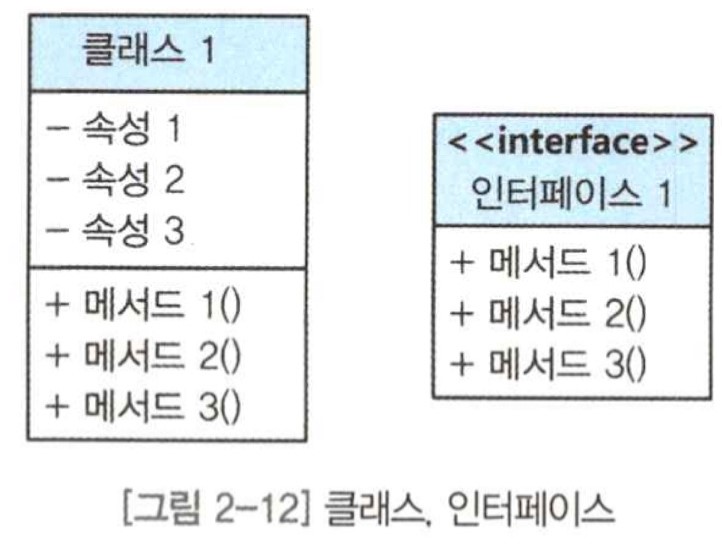 클래스 1
- 속성 1
- 속성 2
- 속성 3
+ 메서드 1()
+ 메서드 2()
+ 메서드 3()
<<interface>>
인터페이스 1
+ 메서드 1()
+ 메서드 2()
+ 메서드 3()
[그림 2-12] 클래스, 인터페이스